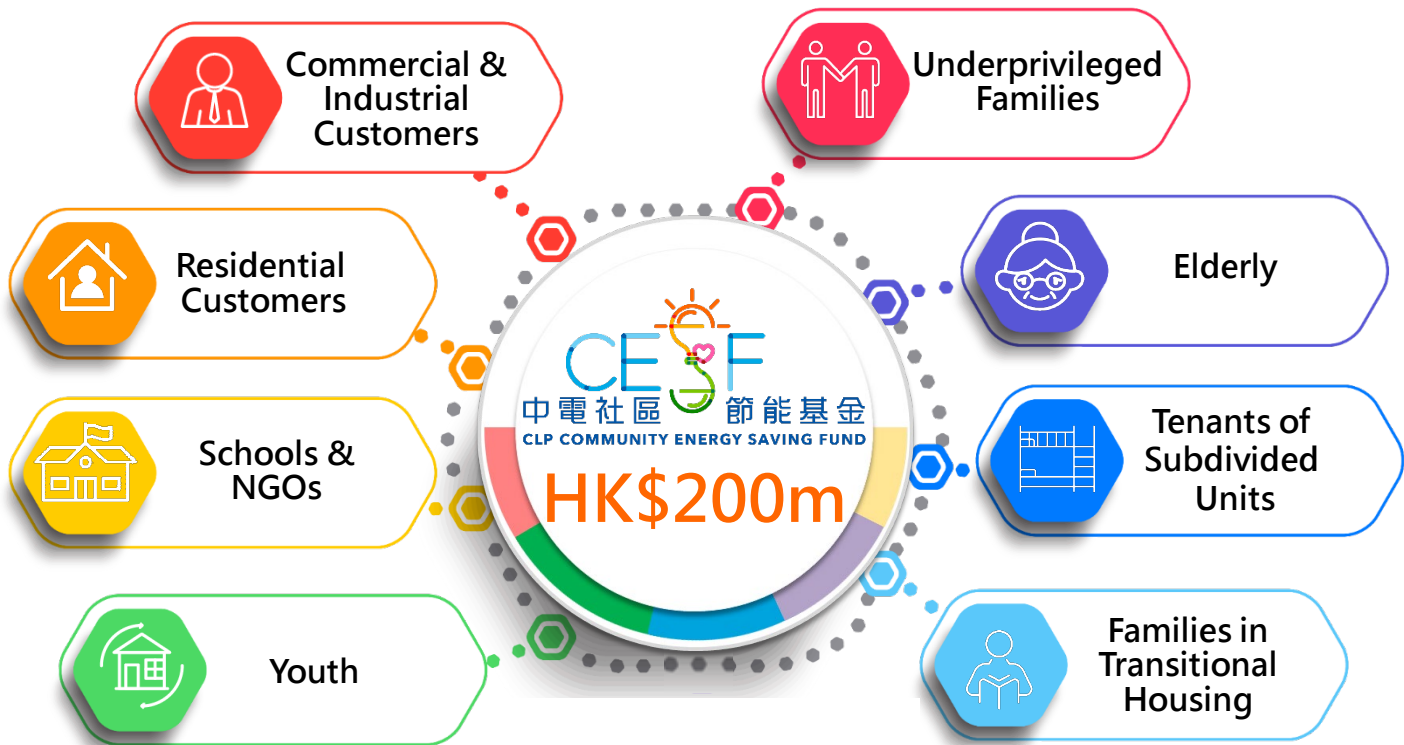 Commercial &
Industrial
Customers
Underprivileged
Families
Residential
Customers
Elderly
CESF
中電社區 節能基金
CLP COMMUNITY ENERGY SAVING FUND
HK$200m
Schools &
NGOs
Tenants of
Subdivided
Units
Youth
Families in
Transitional
Housing